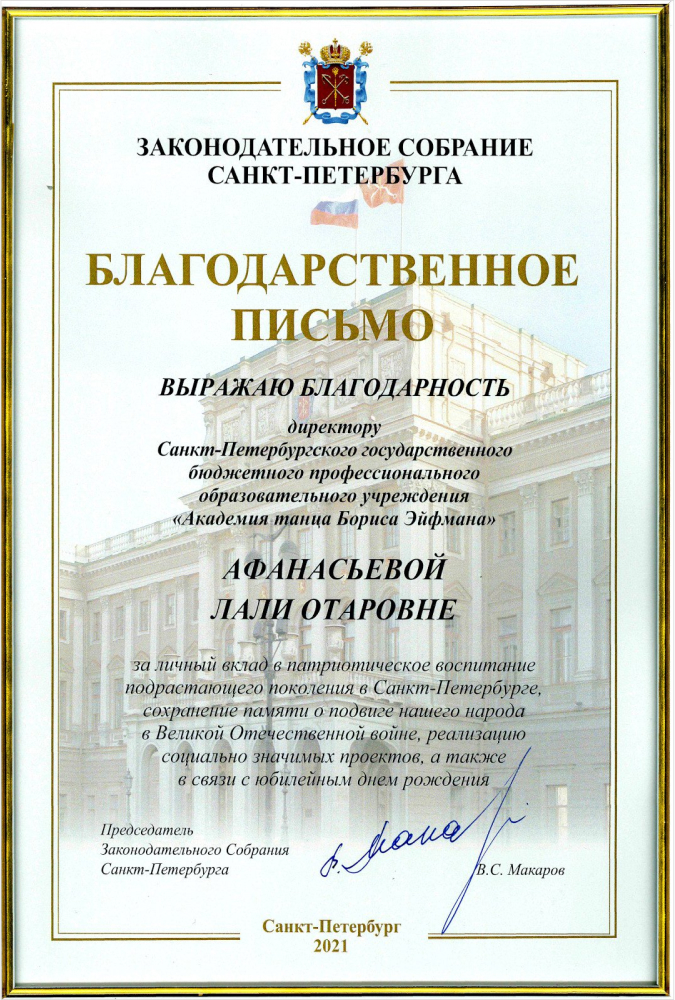 ЗАКОНОДАТЕЛЬНОЕ СОБРАНИЕ
САНКТ-ПЕТЕРБУРГА
БЛАГОДАРСТВЕННОЕ
ПИСЬМО
ВЫРАЖАЮ БЛАГОДАРНОСТЬ
директору
Санкт-Петербургского государственного
бюджетного профессионального
образовательного учреждения
«Академия танца Бориса Эйфмана»
АФАНАСЬЕВОЙ
ЛАЛИ ОТАРОВНЕ
за личный вклад в патриотическое воспитание
подрастающего поколения в Санкт-Петербурге,
сохранение памяти о подвиге нашего народа
в Великой Отечественной войне, реализацию
социально значимых проектов, а также
в связи с юбилейным днем рождения
Председатель
Законодательного Собрания
Санкт-Петербурга
В.С. Макаров
Санкт-Петербург
2021